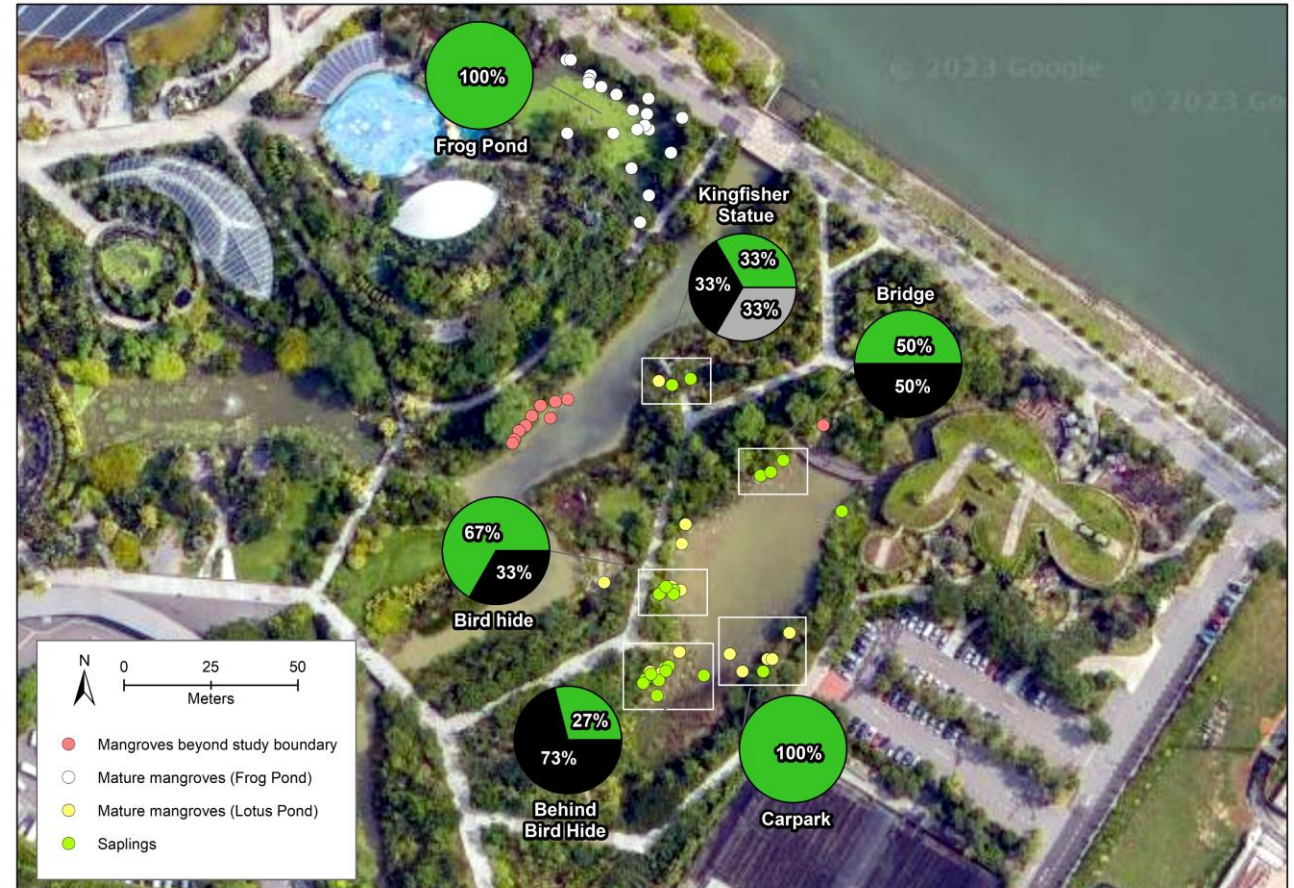 © 2023 Google
© 2023 Go
100%
Frog Pond
Kingfisher
Statue
33%
33%
33%
Bridge
50%
50%
67%
33%
Bird hide
27%
73%
Behind
Bird Hide
100%
Carpark
N
0 25 50
Meters
Mangroves beyond study boundary
Mature mangroves (Frog Pond)
Mature mangroves (Lotus Pond)
Saplings